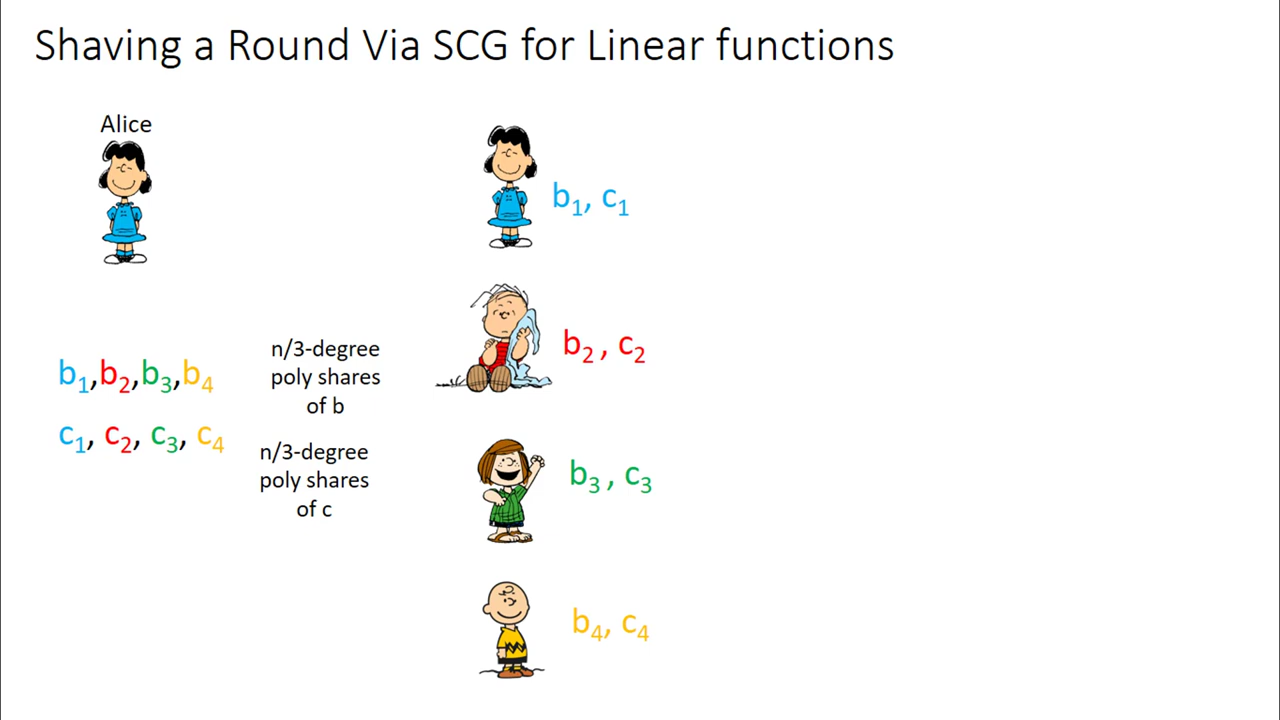 Shaving a Round Via SCG for Linear functions
Alice
b₁, c₁
b₂ , c₂
n/3-degree
poly shares
of b
b₁,b₂,b₃,b₄
c₁, c₂, c₃, c₄
n/3-degree
poly shares
of c
b₃ , c₃
b₄, c₄